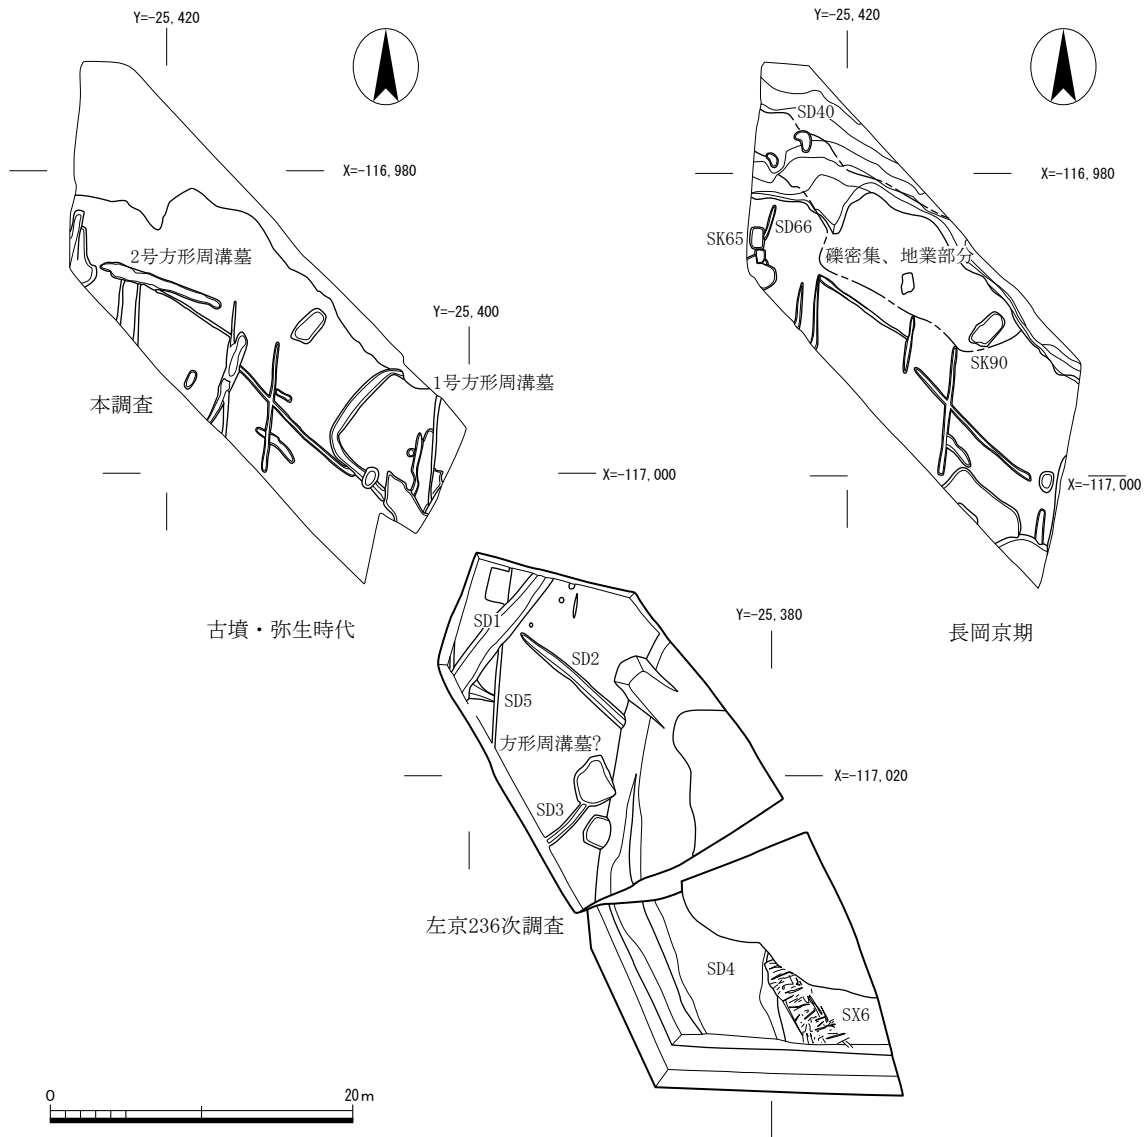 Y=-25,420
Y=-25,420
SD40
X=-116,980
X=-116,980
SK65
SD66
2号方形周溝墓
礫密集、地業部分
Y=-25,400
SK90
1号方形周溝墓
本調査
X=-117,000
X=-117,000
古墳・弥生時代
長岡京期
Y=-25,380
SD1
SD2
SD5
方形周溝墓?
X=-117,020
SD3
左京236次調査
SD4
SX6
0
20m